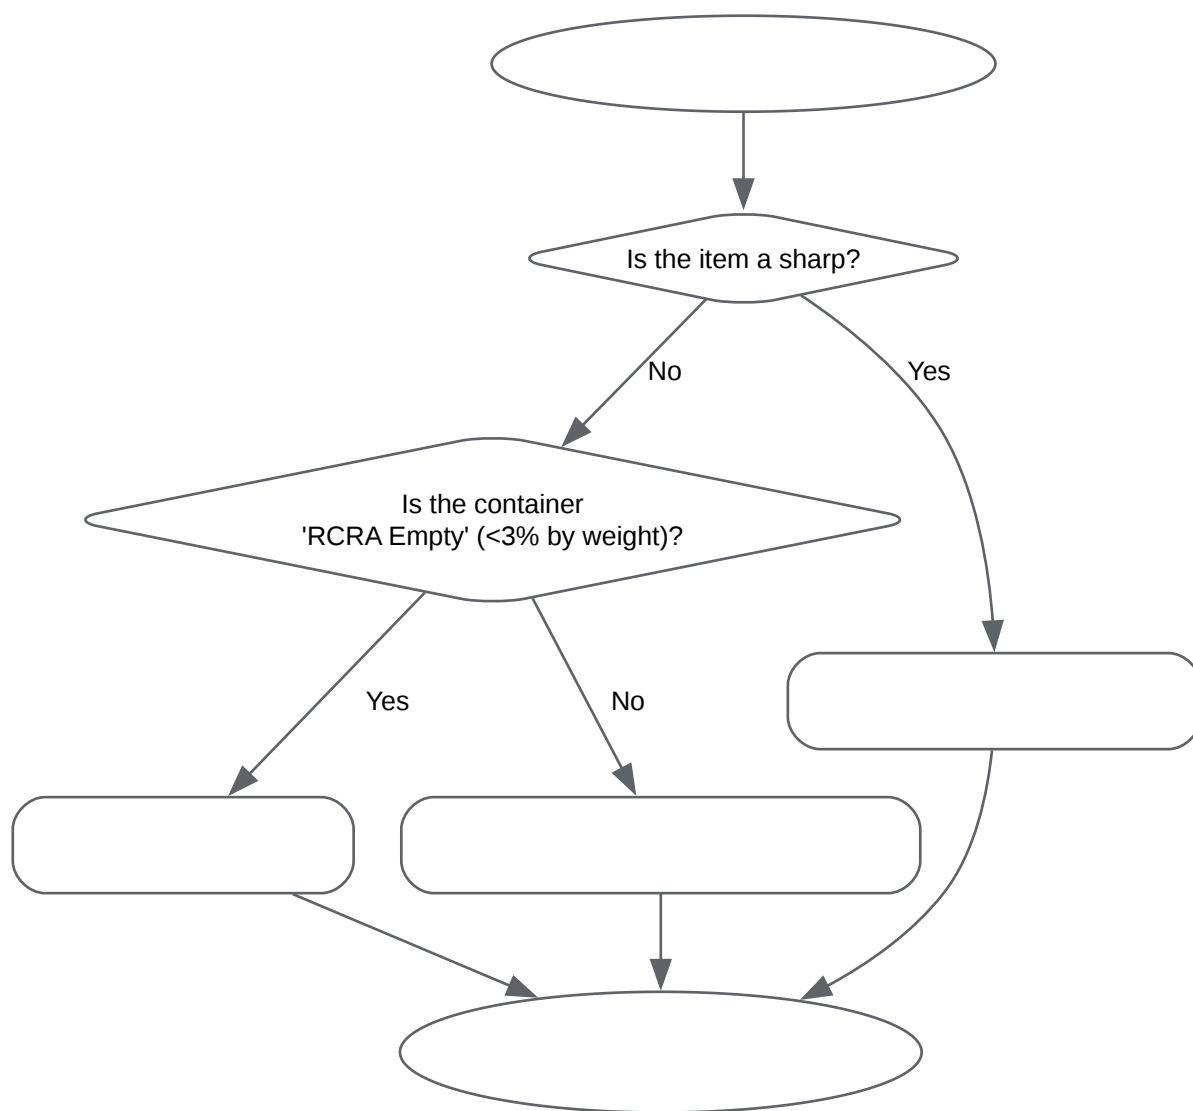 Is the item a sharp?
No
Yes
Is the container
'RCRA Empty' (<3% by weight)?
Yes
No